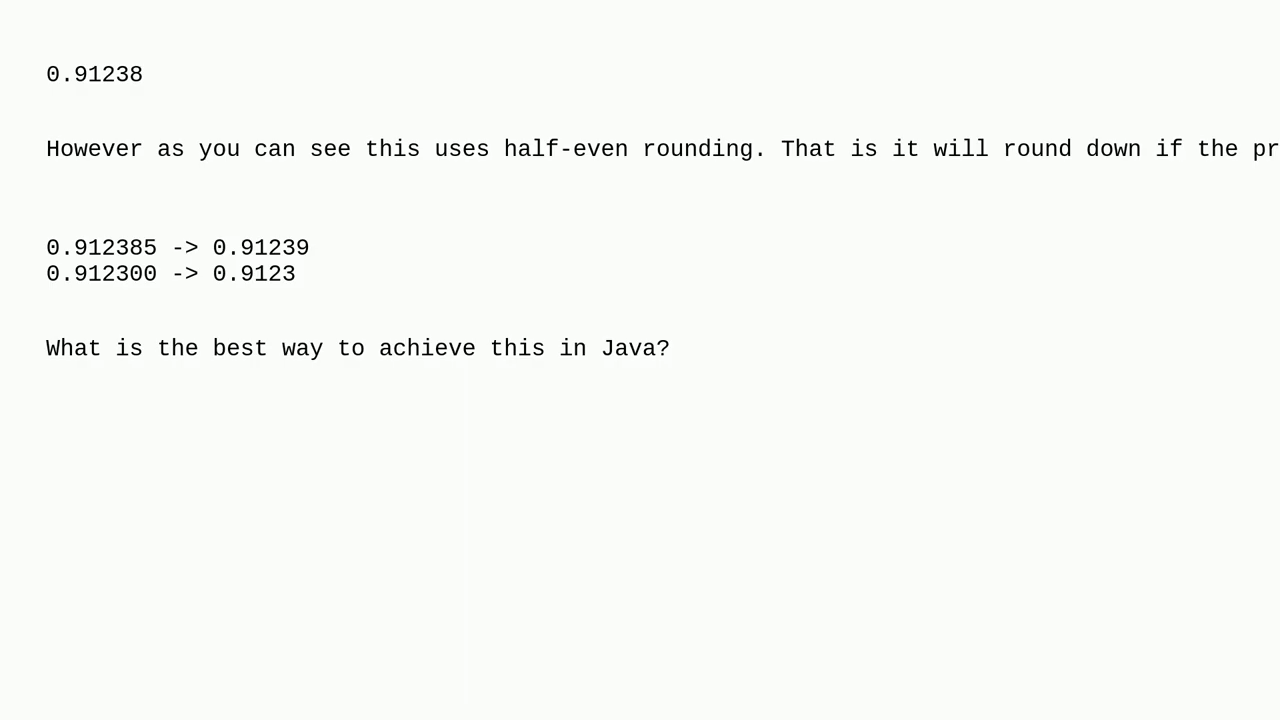 0.91238
However as you can see this uses half-even rounding. That is it will round down if the
0.912385 -> 0.91239
0.912300 -> 0.9123
What is the best way to achieve this in Java?